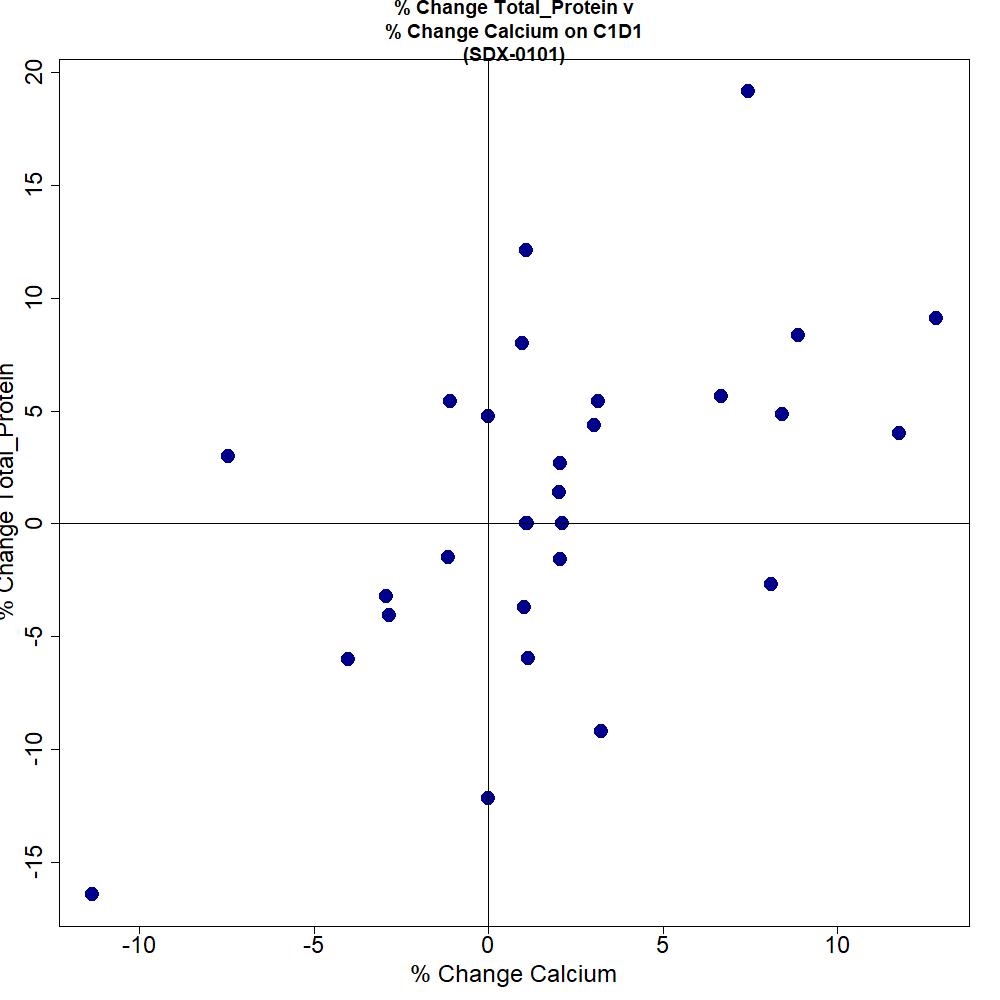 % Change Total_Protein v
% Change Calcium on C1D1
(SDX-0101)
% Change Total_Protein
20
15
10
5
0
-5
-10
-15
-10
-5
0
5
10
% Change Calcium